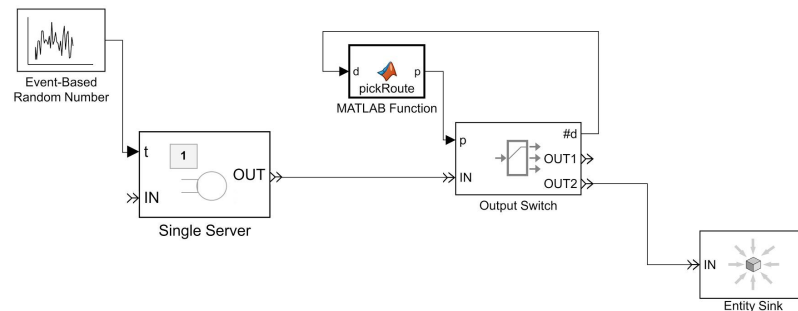 Event-Based
Random Number
d
pickRoute
p
MATLAB Function
t
1
OUT
IN
Single Server
p
#d
OUT1
IN
OUT2
Output Switch
IN
Entity Sink